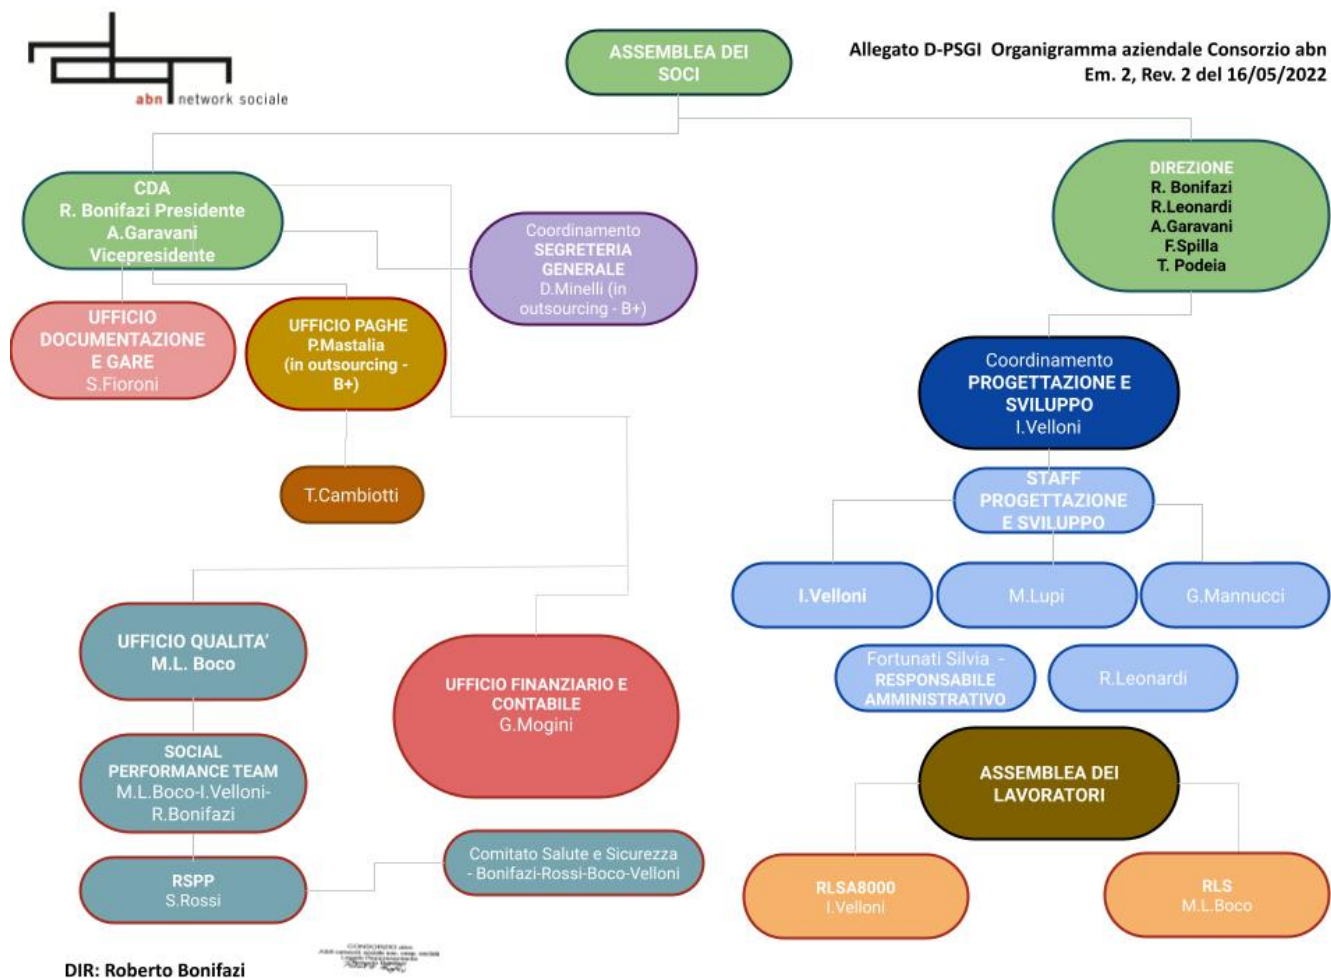 abn network sociale
Allegato D-PSGI Organigramma aziendale Consorzio abn
Em. 2, Rev. 2 del 16/05/2022
ASSEMBLEA DEI
SOCI
CDA
R. Bonifazi Presidente
A.Garavani
Vicepresidente
DIREZIONE
R. Bonifazi
R.Leonardi
A.Garavani
F.Spilla
T. Podeia
Coordinamento
SEGRETERIA
GENERALE
D.Minelli (in
outsourcing - B+)
UFFICIO
DOCUMENTAZIONE
E GARE
S.Fioroni
UFFICIO PAGHE
P.Mastalia
(in outsourcing -
B+)
T.Cambiotti
Coordinamento
PROGETTAZIONE E
SVILUPPO
I.Velloni
STAFF
PROGETTAZIONE
E SVILUPPO
I.Velloni
M.Lupi
G.Mannucci
Fortunati Silvia -
RESPONSABILE
AMMINISTRATIVO
R.Leonardi
UFFICIO QUALITA'
M.L. Boco
UFFICIO FINANZIARIO E
CONTABILE
G.Mogini
SOCIAL
PERFORMANCE TEAM
M.L.Boco-I.Velloni-
R.Bonifazi
RSPP
S.Rossi
Comitato Salute e Sicurezza
- Bonifazi-Rossi-Boco-Velloni
ASSEMBLEA DEI
LAVORATORI
RLSA8000
I.Velloni
RLS
M.L.Boco
CONSORZIO abn
DIR: Roberto Bonifazi